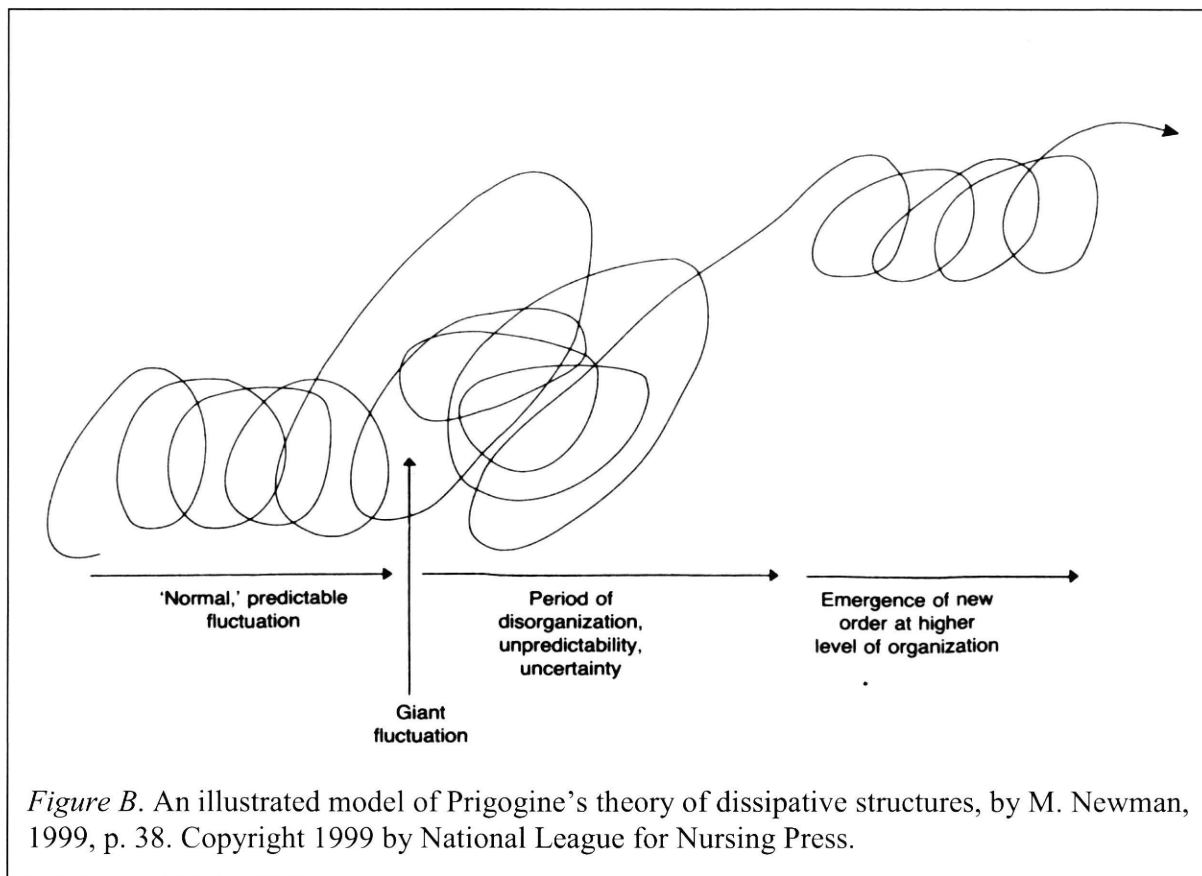 'Normal,' predictable
fluctuation
Period of
disorganization,
unpredictability,
uncertainty
Emergence of new
order at higher
level of organization
Giant
fluctuation
Figure B. An illustrated model of Prigogine's theory of dissipative structures, by M. Newman,
1999, p. 38. Copyright 1999 by National League for Nursing Press.